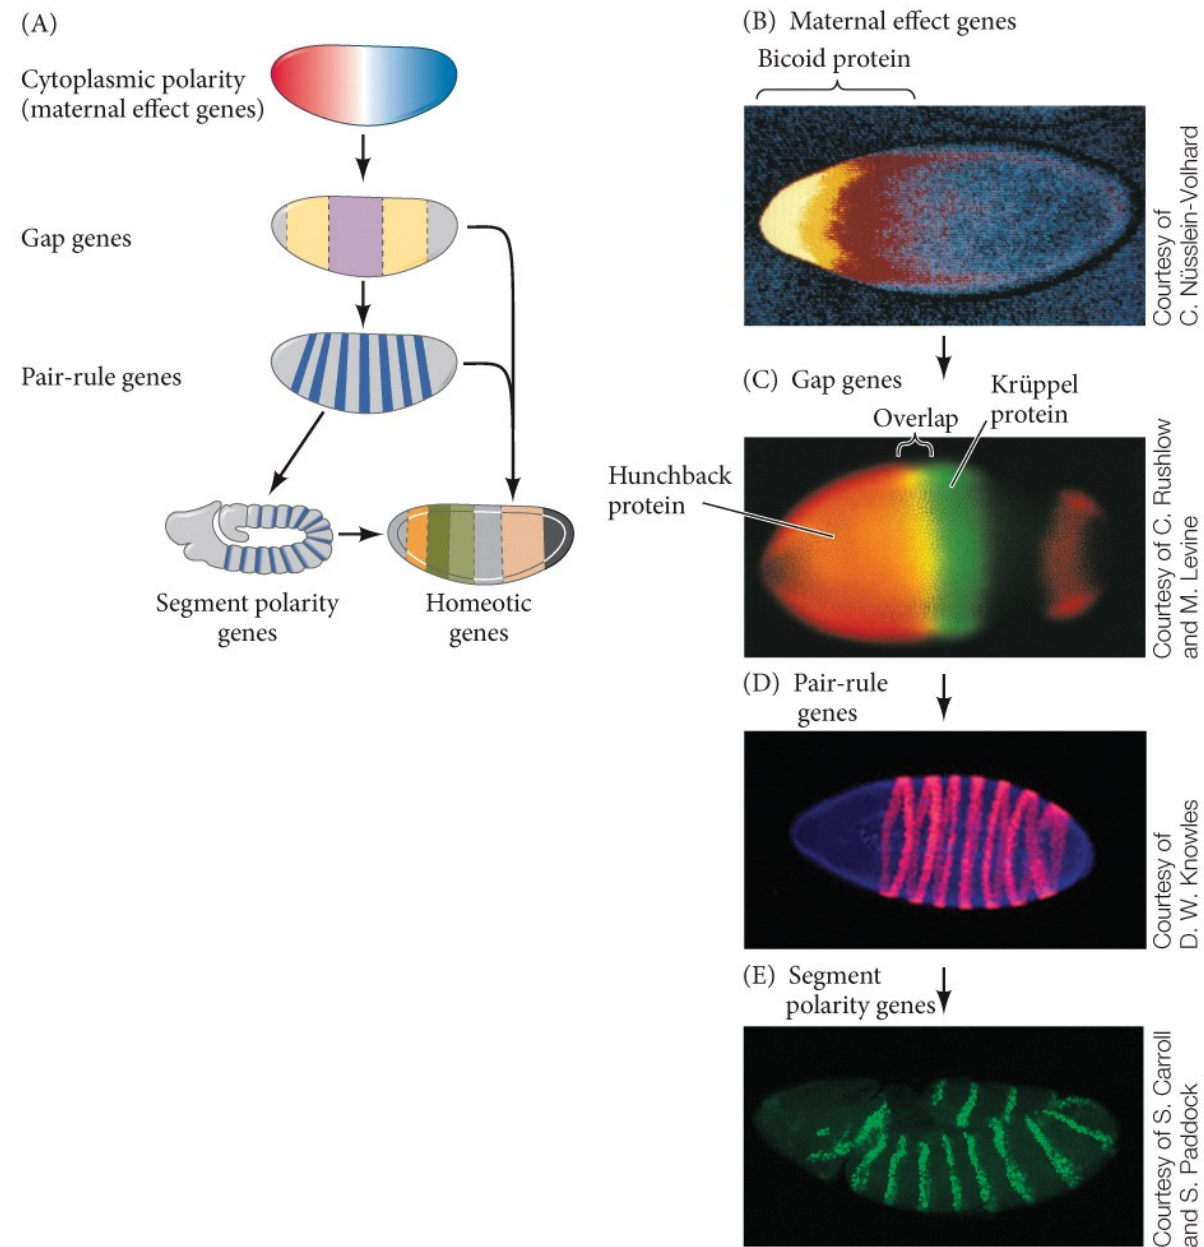 (A)
Cytoplasmic polarity
(maternal effect genes)
Gap genes
Pair-rule genes
Segment polarity
genes
Homeotic
genes
(B) Maternal effect genes
Bicoid protein
Courtesy of
C. Nüsslein-Volhard
(C) Gap genes
Krüppel
protein
Overlap
Hunchback
protein
Courtesy of C. Rushlow
and M. Levine
(D) Pair-rule
genes
Courtesy of
D. W. Knowles
(E) Segment
polarity genes
Courtesy of S. Carroll
and S. Paddock